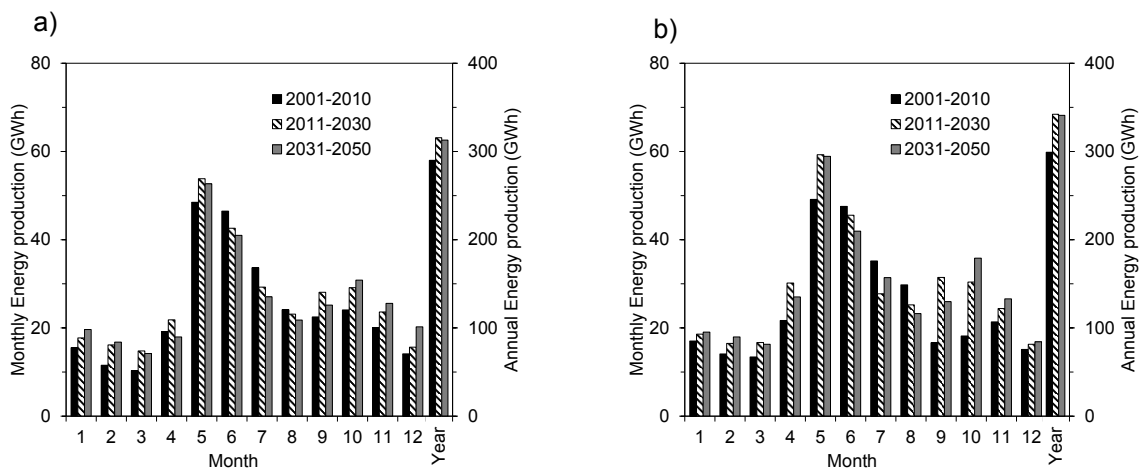 a)
80
60
40
20
0
Monthly Energy production (GWh)
400
300
200
100
0
Annual Energy production (GWh)
2001-2010
2011-2030
2031-2050
1 2 3 4 5 6 7 8 9 10 11 12 Year
Month
b)
80
60
40
20
0
Monthly Energy production (GWh)
400
300
200
100
0
Annual Energy production (GWh)
2001-2010
2011-2030
2031-2050
1 2 3 4 5 6 7 8 9 10 11 12 Year
Month